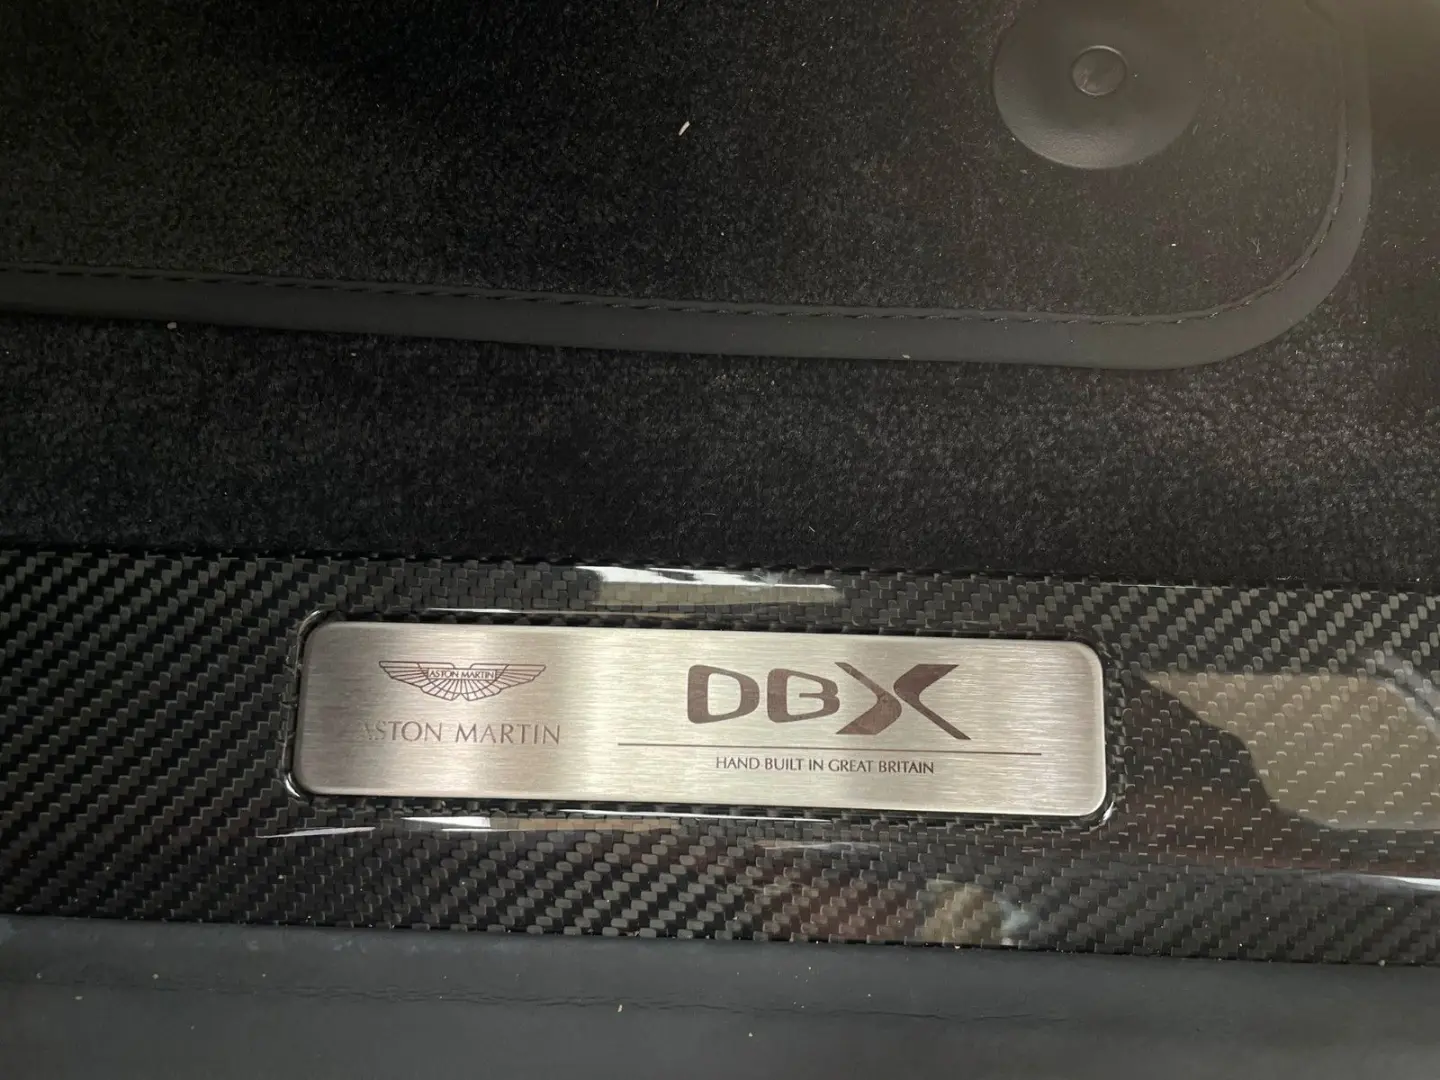 ASTON MARTIN
ASTON MARTIN
DBX
HAND BUILT IN GREAT BRITAIN